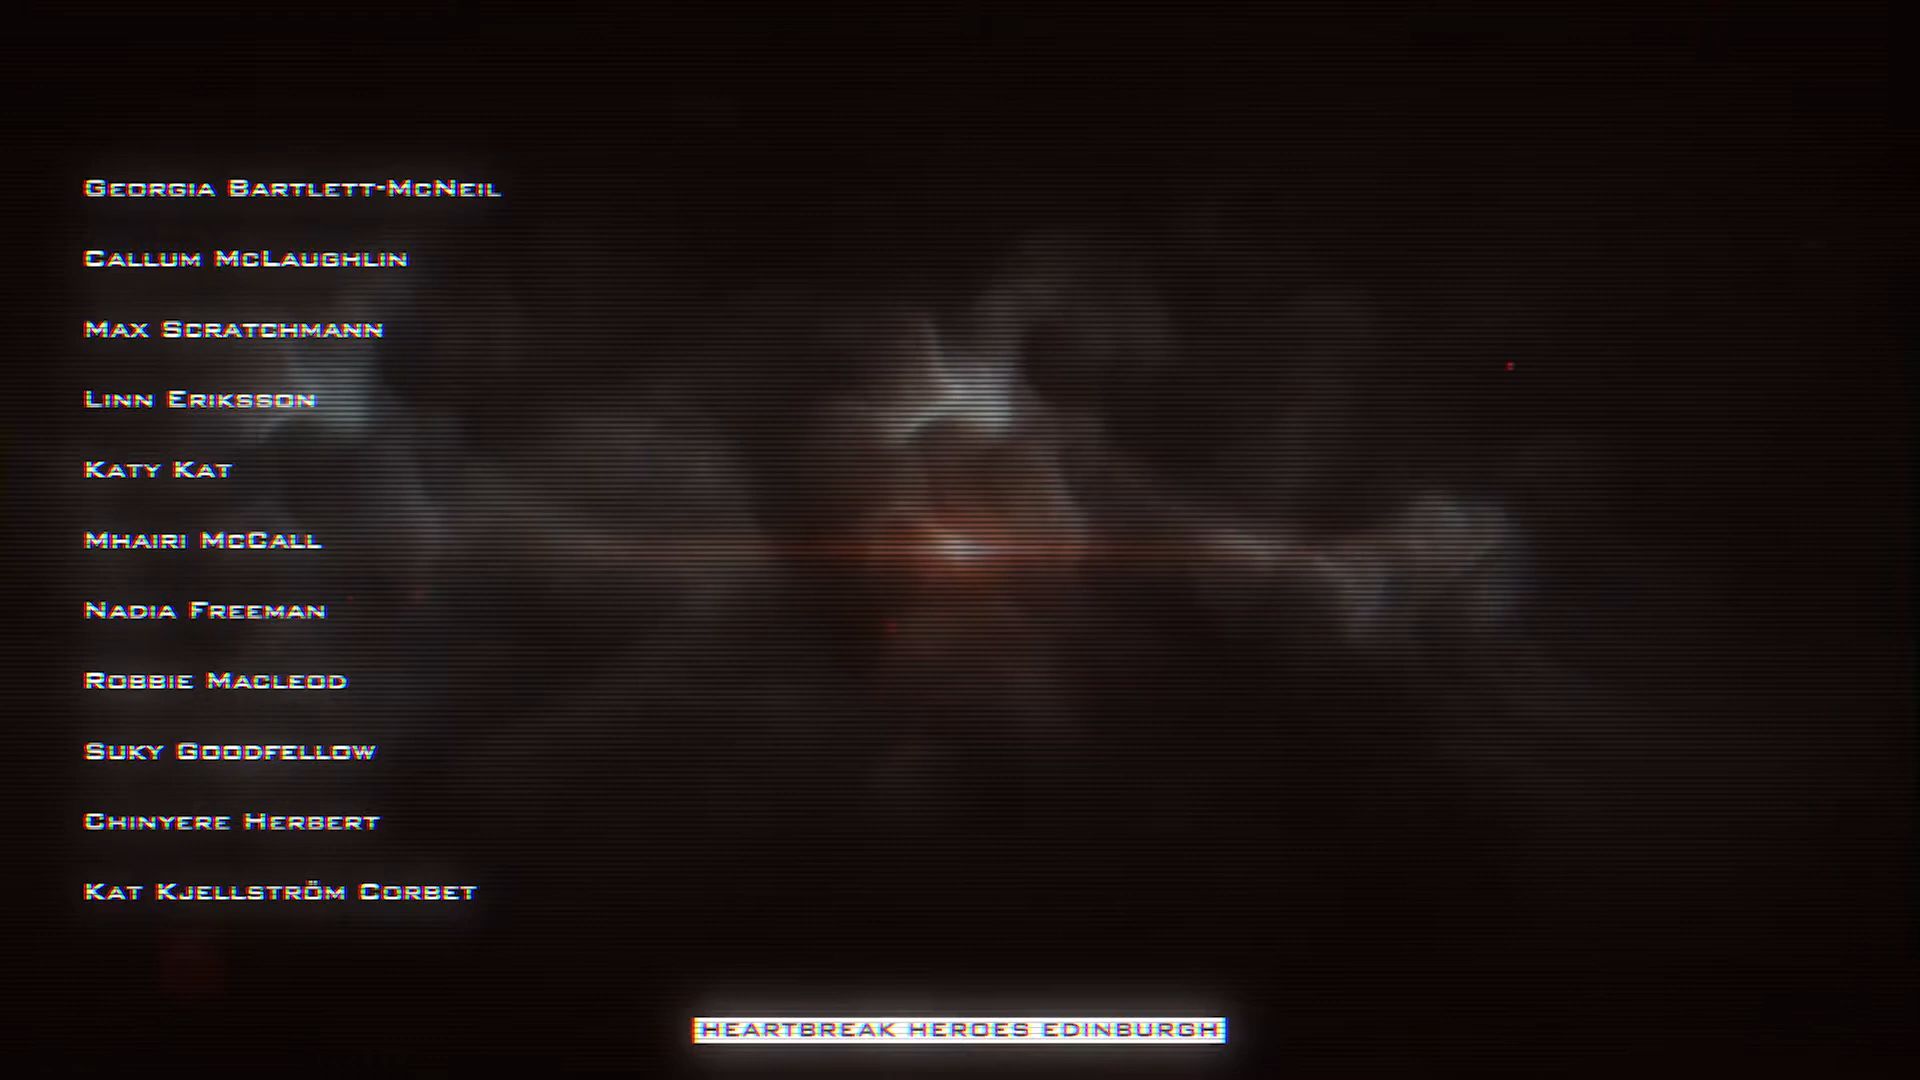 Georgia Bartlett-McNeil
Callum McLaughlin
Max Scratchmann
Linn Eriksson
Katy Kat
Mhairi McCall
Nadia Freeman
Robbie Macleod
Suky Goodfellow
Chinyere Herbert
Kat Kjellström Corbet
HEARTBREAK HEROES EDINBURGH